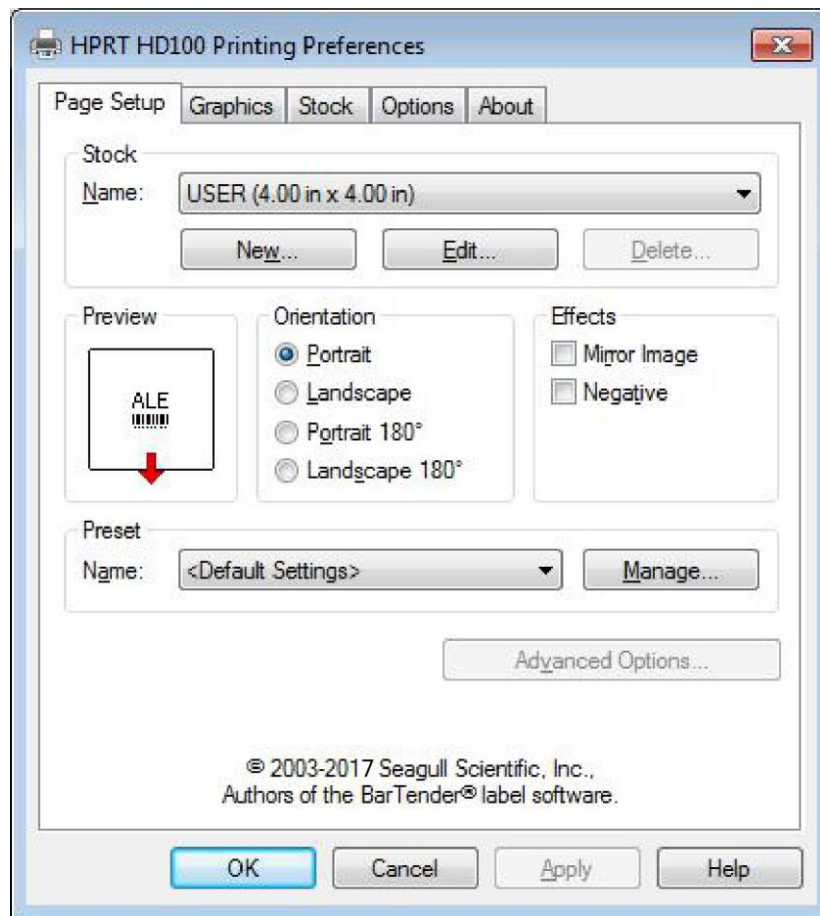 HPRT HD100 Printing Preferences
Page Setup
Graphics
Stock
Options
About
Stock
Name:
USER (4.00 in x 4.00 in)
New...
Edit...
Delete...
Preview
ALE
Orientation
Portrait
Landscape
Portrait 180°
Landscape 180°
Effects
Mirror Image
Negative
Preset
Name:
<Default Settings>
Manage...
Advanced Options...
© 2003-2017 Seagull Scientific, Inc.,
Authors of the BarTender® label software.
OK
Cancel
Apply
Help